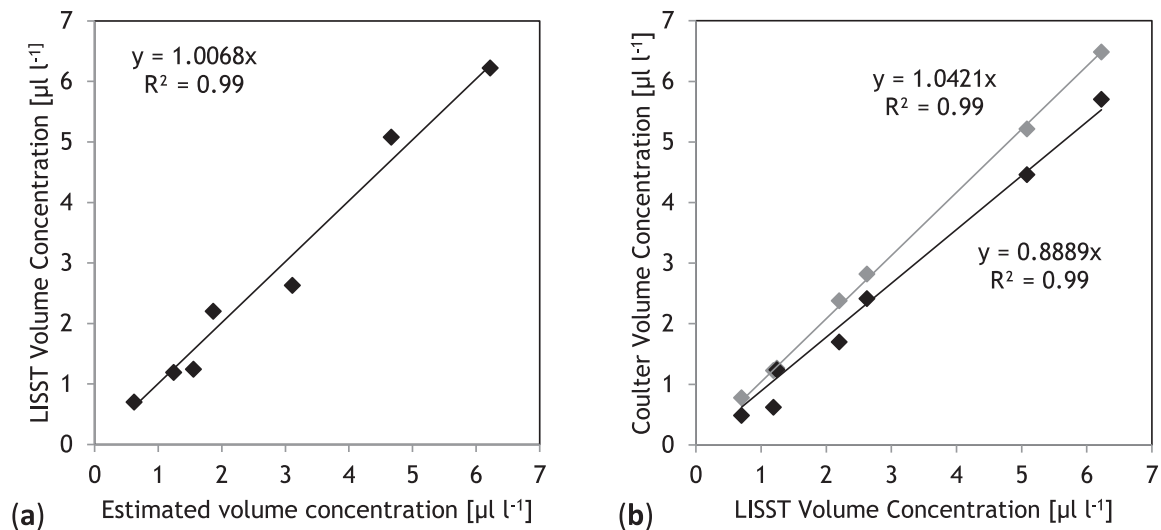 7
6
5
4
3
2
1
0
LISST Volume Concentration [µl l-1]
y = 1.0068x
R² = 0.99
0 1 2 3 4 5 6 7
Estimated volume concentration [µl l-1]
(a)
7
6
5
4
3
2
1
0
Coulter Volume Concentration [µl l-1]
y = 1.0421x
R² = 0.99
y = 0.8889x
R² = 0.99
0 1 2 3 4 5 6 7
LISST Volume Concentration [µl l-1]
(b)